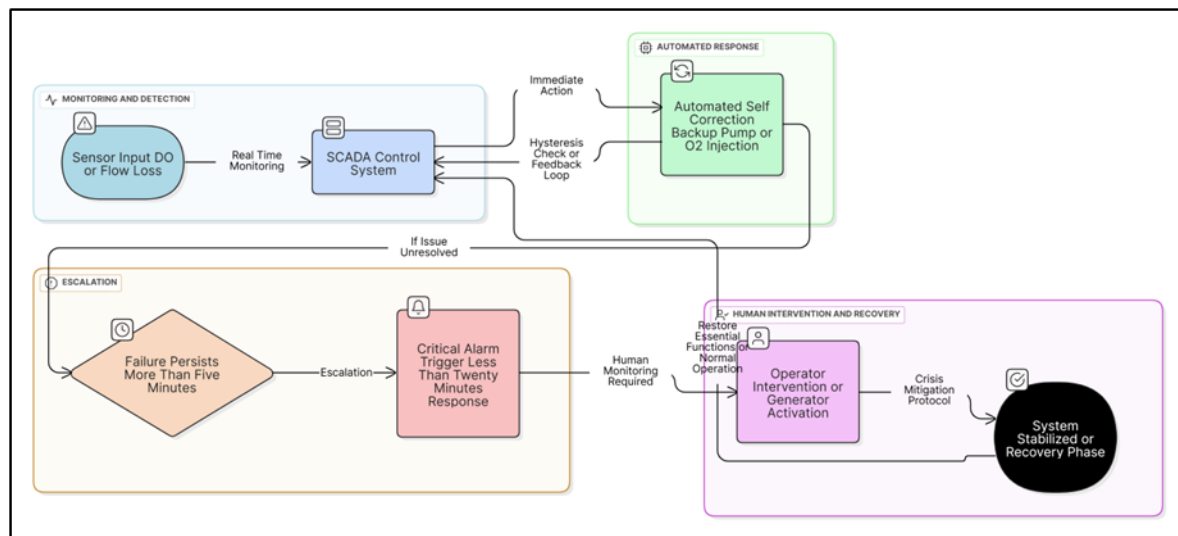 AUTOMATED RESPONSE
MONITORING AND DETECTION
Immediate
Action
Automated Self
Correction
Backup Pump or
O2 Injection
Sensor Input DO
or Flow Loss
Real Time
Monitoring
SCADA Control
System
Hysteresis
Check or
Feedback
Loop
If Issue
Unresolved
ESCALATION
HUMAN INTERVENTION AND RECOVERY
Failure Persists
More Than Five
Minutes
Escalation
Critical Alarm
Trigger Less
Than Twenty
Minutes
Response
Human
Monitoring
Required
Restore
Essential
Functions or
Normal
Operation
Operator
Intervention or
Generator
Activation
Crisis
Mitigation
Protocol
System
Stabilized or
Recovery Phase